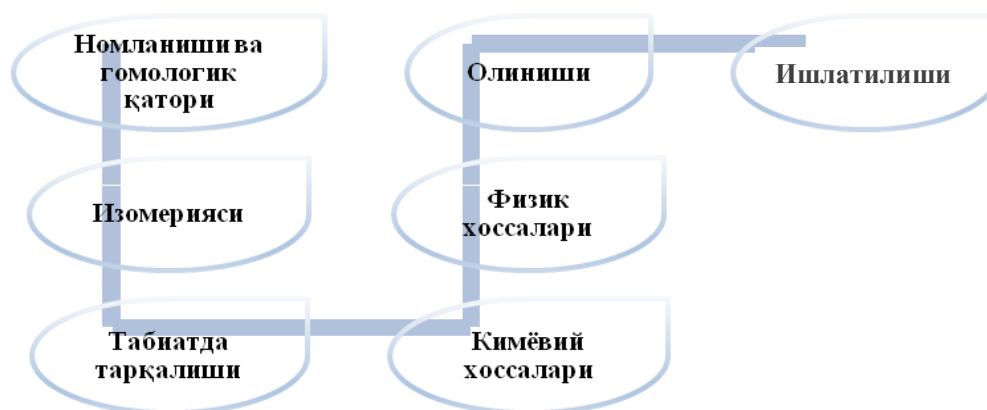 Номланиши ва
гомологик
қатори
Изомерияси
Табиатда
тарқалиши
Кимёвий
хоссалари
Физик
хоссалари
Олиниши
Ишлатилиши